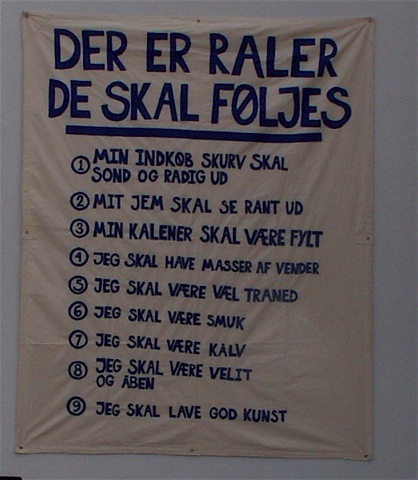 DER ER RALER
DE SKAL FØLJES
1 MIN INDKØB SKURV SKAL
SOND OG RADIG UD
2 MIT JEM SKAL SE RANT UD
3 MIN KALENER SKAL VÆRE FYLT
4 JEG SKAL HAVE MASSER AF VENDER
5 JEG SKAL VÆRE VÆL TRANED
6 JEG SKAL VÆRE SMUK
7 JEG SKAL VÆRE KALV
8 JEG SKAL VÆRE VELIT
OG ÅBEN
9 JEG SKAL LAVE GOD KUNST